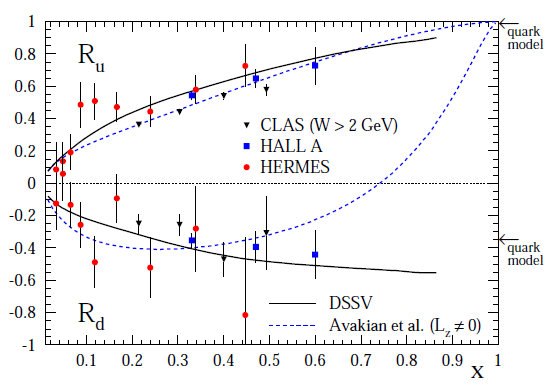 1
0.8
0.6
0.4
0.2
0
-0.2
-0.4
-0.6
-0.8
-1
R_u
R_d
quark
model
CLAS (W > 2 GeV)
HALL A
HERMES
quark
model
DSSV
Avakian et al. (L_z ≠ 0)
0.1 0.2 0.3 0.4 0.5 0.6 0.7 0.8 0.9 1
x